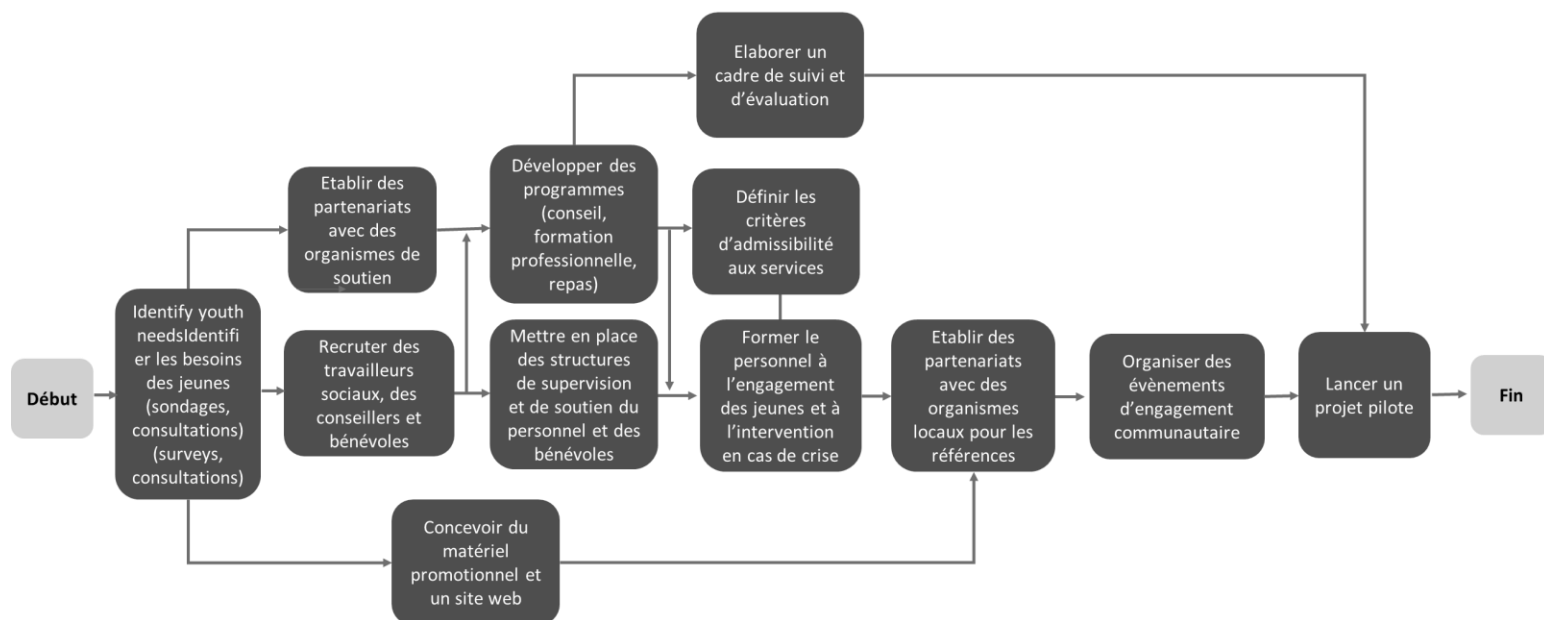 Elaborer un
cadre de suivi et
d'évaluation
Développer des
programmes
(conseil,
formation
professionnelle,
repas)
Etablir des
partenariats
avec des
organismes de
soutien
Définir les
critères
d'admissibilité
aux services
Début
Identify youth
needsIdentifi
er les besoins
des jeunes
(sondages,
consultations)
(surveys,
consultations)
Recruter des
travailleurs
sociaux, des
conseillers et
bénévoles
Mettre en place
des structures
de supervision
et de soutien du
personnel et des
bénévoles
Former le
personnel à
l'engagement
des jeunes et à
l'intervention
en cas de crise
Etablir des
partenariats
avec des
organismes
locaux pour les
références
Organiser des
évènements
d'engagement
communautaire
Lancer un
projet pilote
Fin
Concevoir du
matériel
promotionnel et
un site web